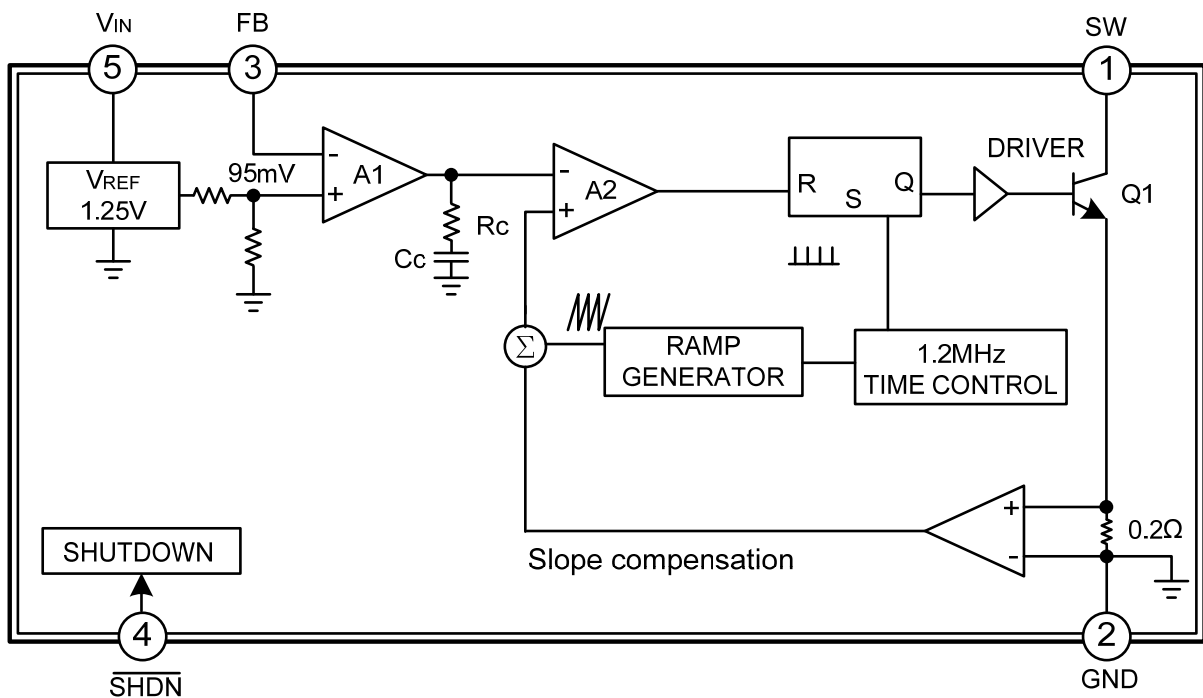 VIN
FB
SW
5
3
1
VREF
1.25V
95mV
-
+
A1
Rc
Cc
-
+
A2
R
S
Q
DRIVER
Q1
Σ
RAMP
GENERATOR
1.2MHz
TIME CONTROL
+
-
0.2Ω
Slope compensation
SHUTDOWN
4
SHDN
2
GND